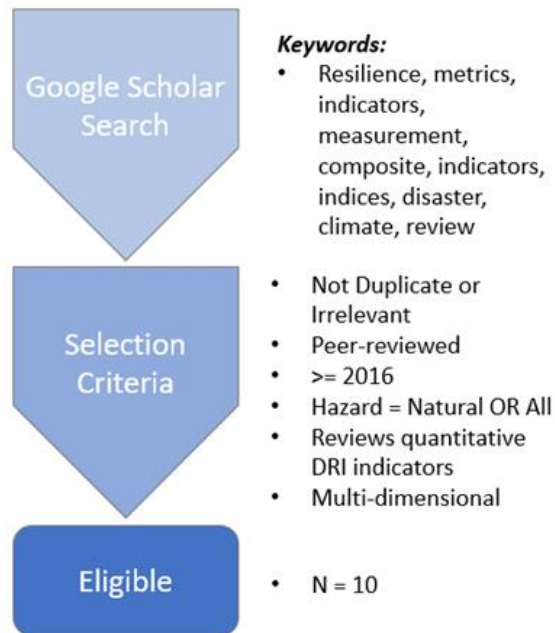 Google Scholar
Search
Keywords:
• Resilience, metrics,
indicators,
measurement,
composite, indicators,
indices, disaster,
climate, review
Selection
Criteria
• Not Duplicate or
Irrelevant
• Peer-reviewed
• >= 2016
• Hazard = Natural OR All
• Reviews quantitative
DRI indicators
• Multi-dimensional
Eligible
• N = 10